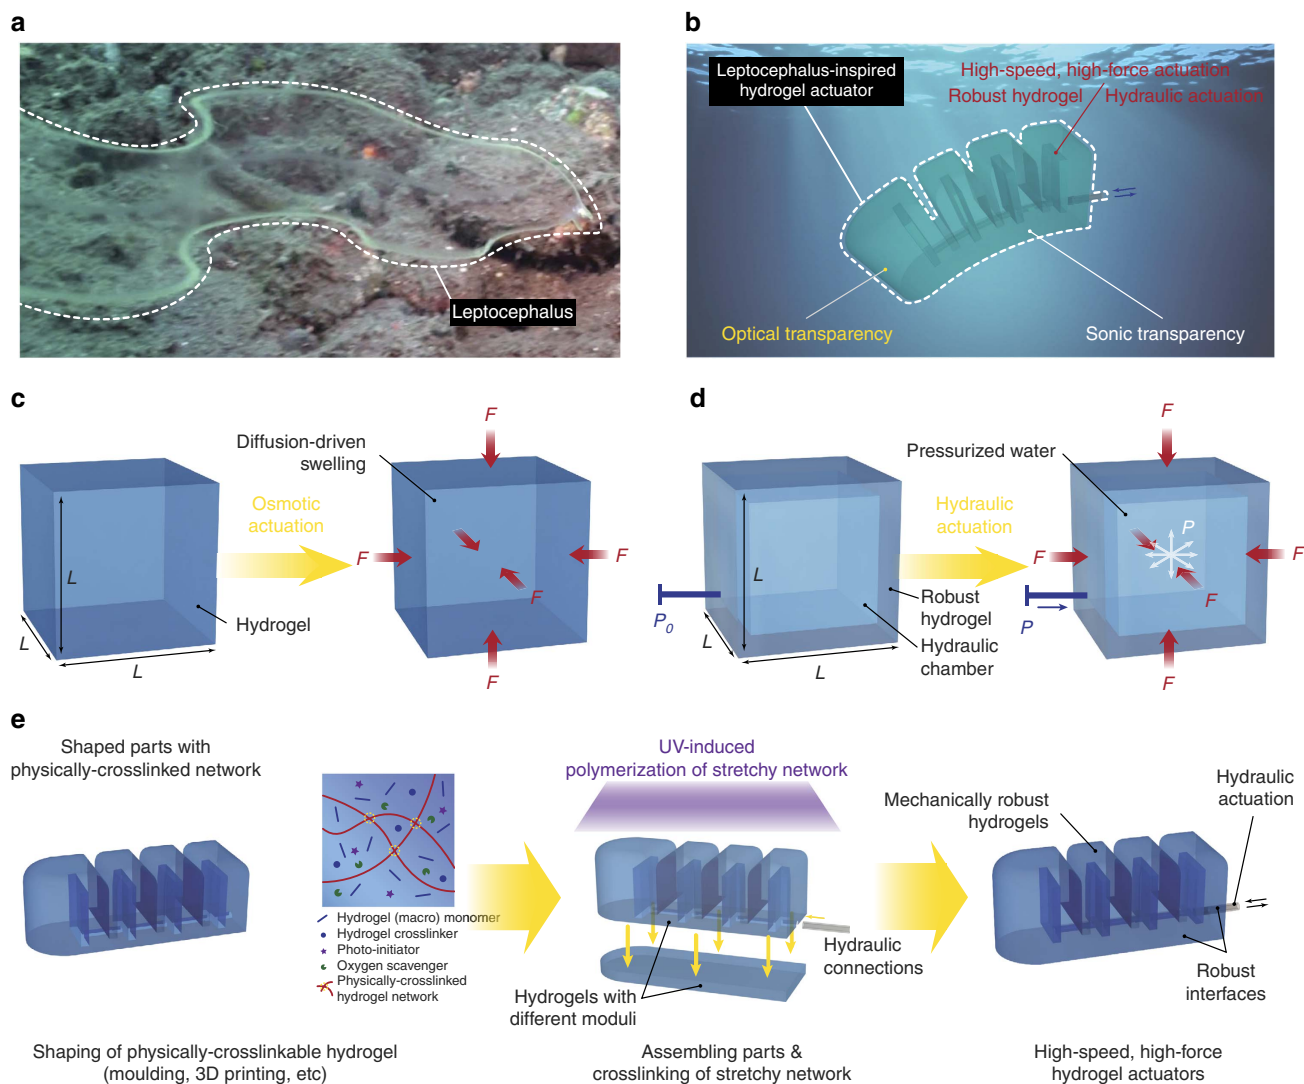 a
Leptocephalus
b
Leptocephalus-inspired
hydrogel actuator
High-speed, high-force actuation
Robust hydrogel Hydraulic actuation
Optical transparency
Sonic transparency
c
Diffusion-driven
swelling
Osmotic
actuation
Hydrogel
L
L
L
F
F
F
F
F
d
Pressurized water
Hydraulic
actuation
Robust
hydrogel
Hydraulic
chamber
P0
L
L
L
F
F
F
F
F
P
P
e
Shaped parts with
physically-crosslinked network
Hydrogel (macro) monomer
Hydrogel crosslinker
Photo-initiator
Oxygen scavenger
Physically-crosslinked
hydrogel network
Shaping of physically-crosslinkable hydrogel
(moulding, 3D printing, etc)
UV-induced
polymerization of stretchy network
Hydraulic
connections
Hydrogels with
different moduli
Assembling parts &
crosslinking of stretchy network
Mechanically robust
hydrogels
Hydraulic
actuation
Robust
interfaces
High-speed, high-force
hydrogel actuators